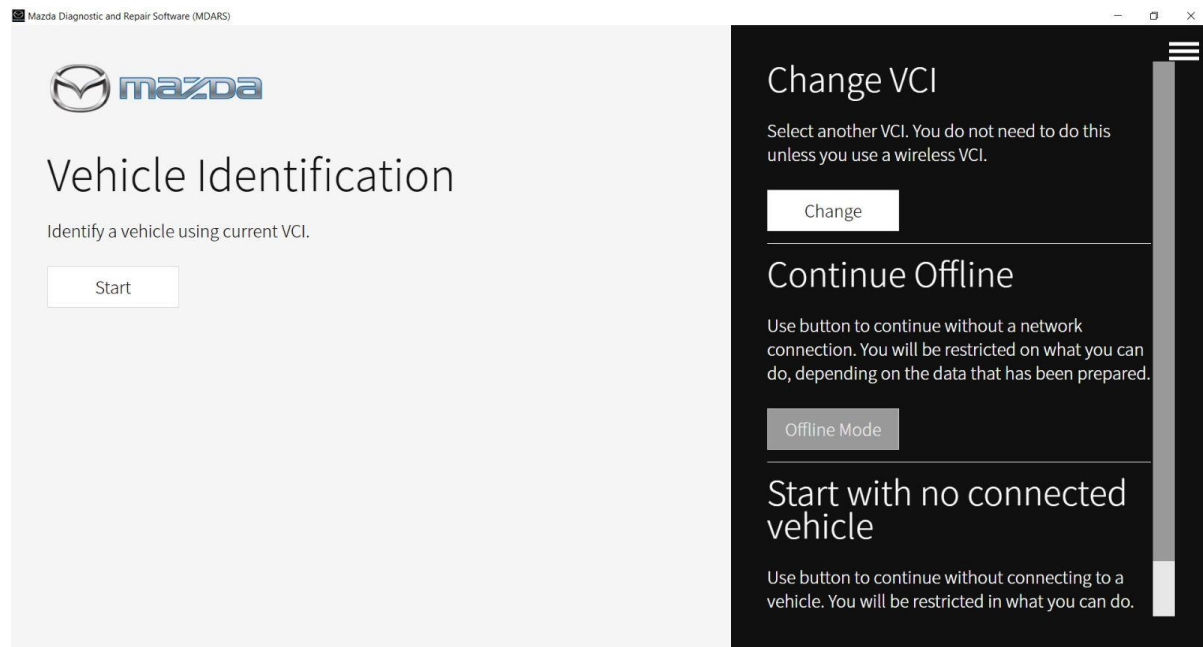 Mazda Diagnostic and Repair Software (MDARS)
mazda
Vehicle Identification
Identify a vehicle using current VCI.
Start
Change VCI
Select another VCI. You do not need to do this
unless you use a wireless VCI.
Change
Continue Offline
Use button to continue without a network
connection. You will be restricted on what you can
do, depending on the data that has been prepared.
Offline Mode
Start with no connected
vehicle
Use button to continue without connecting to a
vehicle. You will be restricted in what you can do.